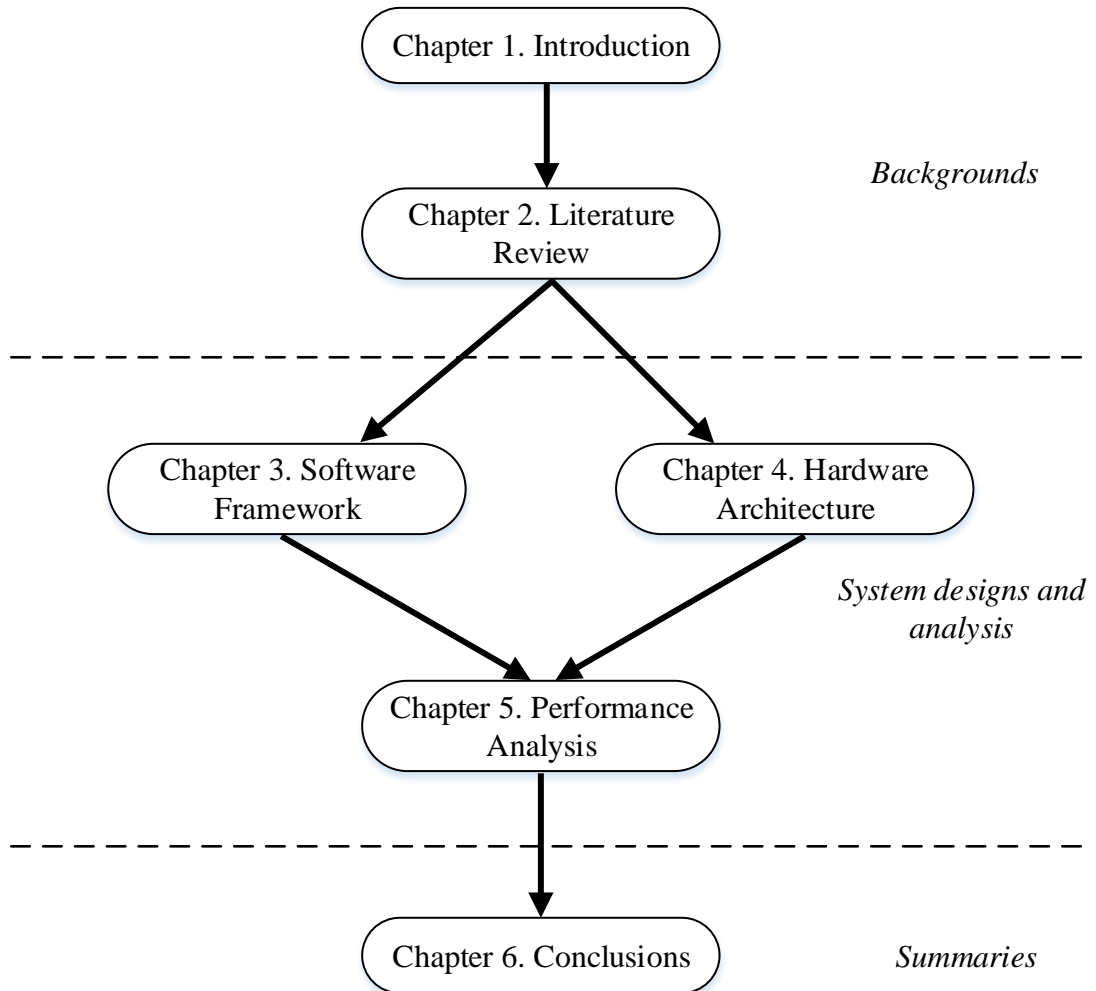 Chapter 1. Introduction
Backgrounds
Chapter 2. Literature
Review
Chapter 3. Software
Framework
Chapter 4. Hardware
Architecture
System designs and
analysis
Chapter 5. Performance
Analysis
Chapter 6. Conclusions
Summaries